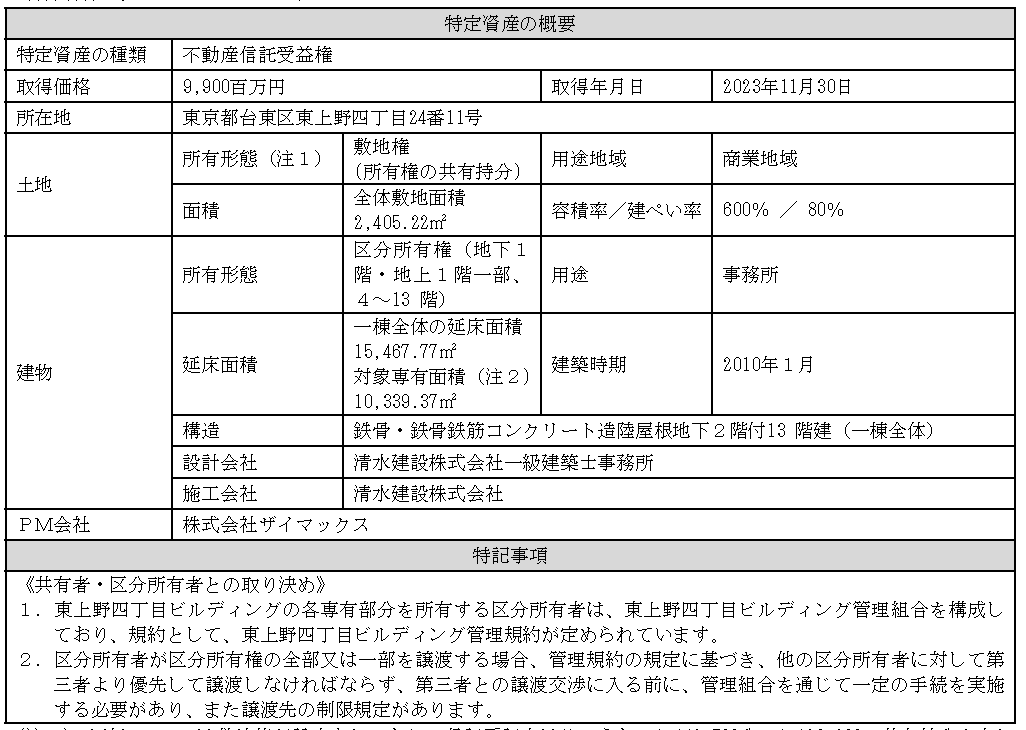 特定資産の概要
特定資産の種類 不動産信託受益権
取得価格 9,900百万円 取得年月日 2023年11月30日
所在地 東京都台東区東上野四丁目24番11号
土地 所有形態（注１） 敷地権
(所有権の共有持分) 用途地域 商業地域
面積 全体敷地面積
2,405.22㎡ 容積率／建ぺい率 600％ ／ 80％
建物 所有形態 区分所有権（地下１
階・地上１階一部、
４～13 階） 用途 事務所
延床面積 一棟全体の延床面積
15,467.77㎡
対象専有面積（注２）
10,339.37㎡ 建築時期 2010年１月
構造 鉄骨・鉄骨鉄筋コンクリート造陸屋根地下２階付13 階建（一棟全体）
設計会社 清水建設株式会社一級建築士事務所
施工会社 清水建設株式会社
ＰＭ会社 株式会社ザイマックス
特記事項
《共有者・区分所有者との取り決め》
１．東上野四丁目ビルディングの各専有部分を所有する区分所有者は、東上野四丁目ビルディング管理組合を構成し
ており、規約として、東上野四丁目ビルディング管理規約が定められています。
２．区分所有者が区分所有権の全部又は一部を譲渡する場合、管理規約の規定に基づき、他の区分所有者に対して第
三者より優先して譲渡しなければならず、第三者との譲渡交渉に入る前に、管理組合を通じて一定の手続を実施
する必要があり、また譲渡先の制限規定があります。